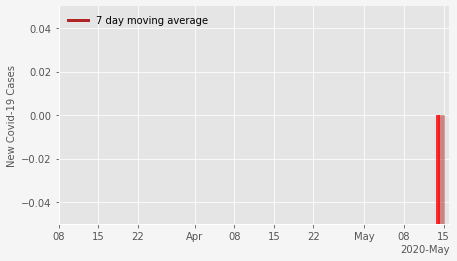 7 day moving average
New Covid-19 Cases
0.04
0.02
0.00
−0.02
−0.04
08 15 22 Apr 08 15 22 May 08 15
2020-May